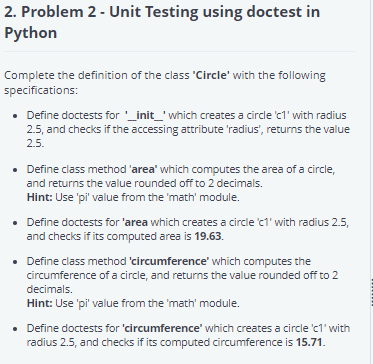 2. Problem 2 - Unit Testing using doctest in
Python
Complete the definition of the class 'Circle' with the following
specifications:
• Define doctests for '__init__' which creates a circle 'c1' with radius
2.5, and checks if the accessing attribute 'radius', returns the value
2.5.
• Define class method 'area' which computes the area of a circle,
and returns the value rounded off to 2 decimals.
Hint: Use 'pi' value from the 'math' module.
• Define doctests for 'area which creates a circle 'c1' with radius 2.5,
and checks if its computed area is 19.63.
• Define class method 'circumference' which computes the
circumference of a circle, and returns the value rounded off to 2
decimals.
Hint: Use 'pi' value from the 'math' module.
• Define doctests for 'circumference' which creates a circle 'c1' with
radius 2.5, and checks if its computed circumference is 15.71.